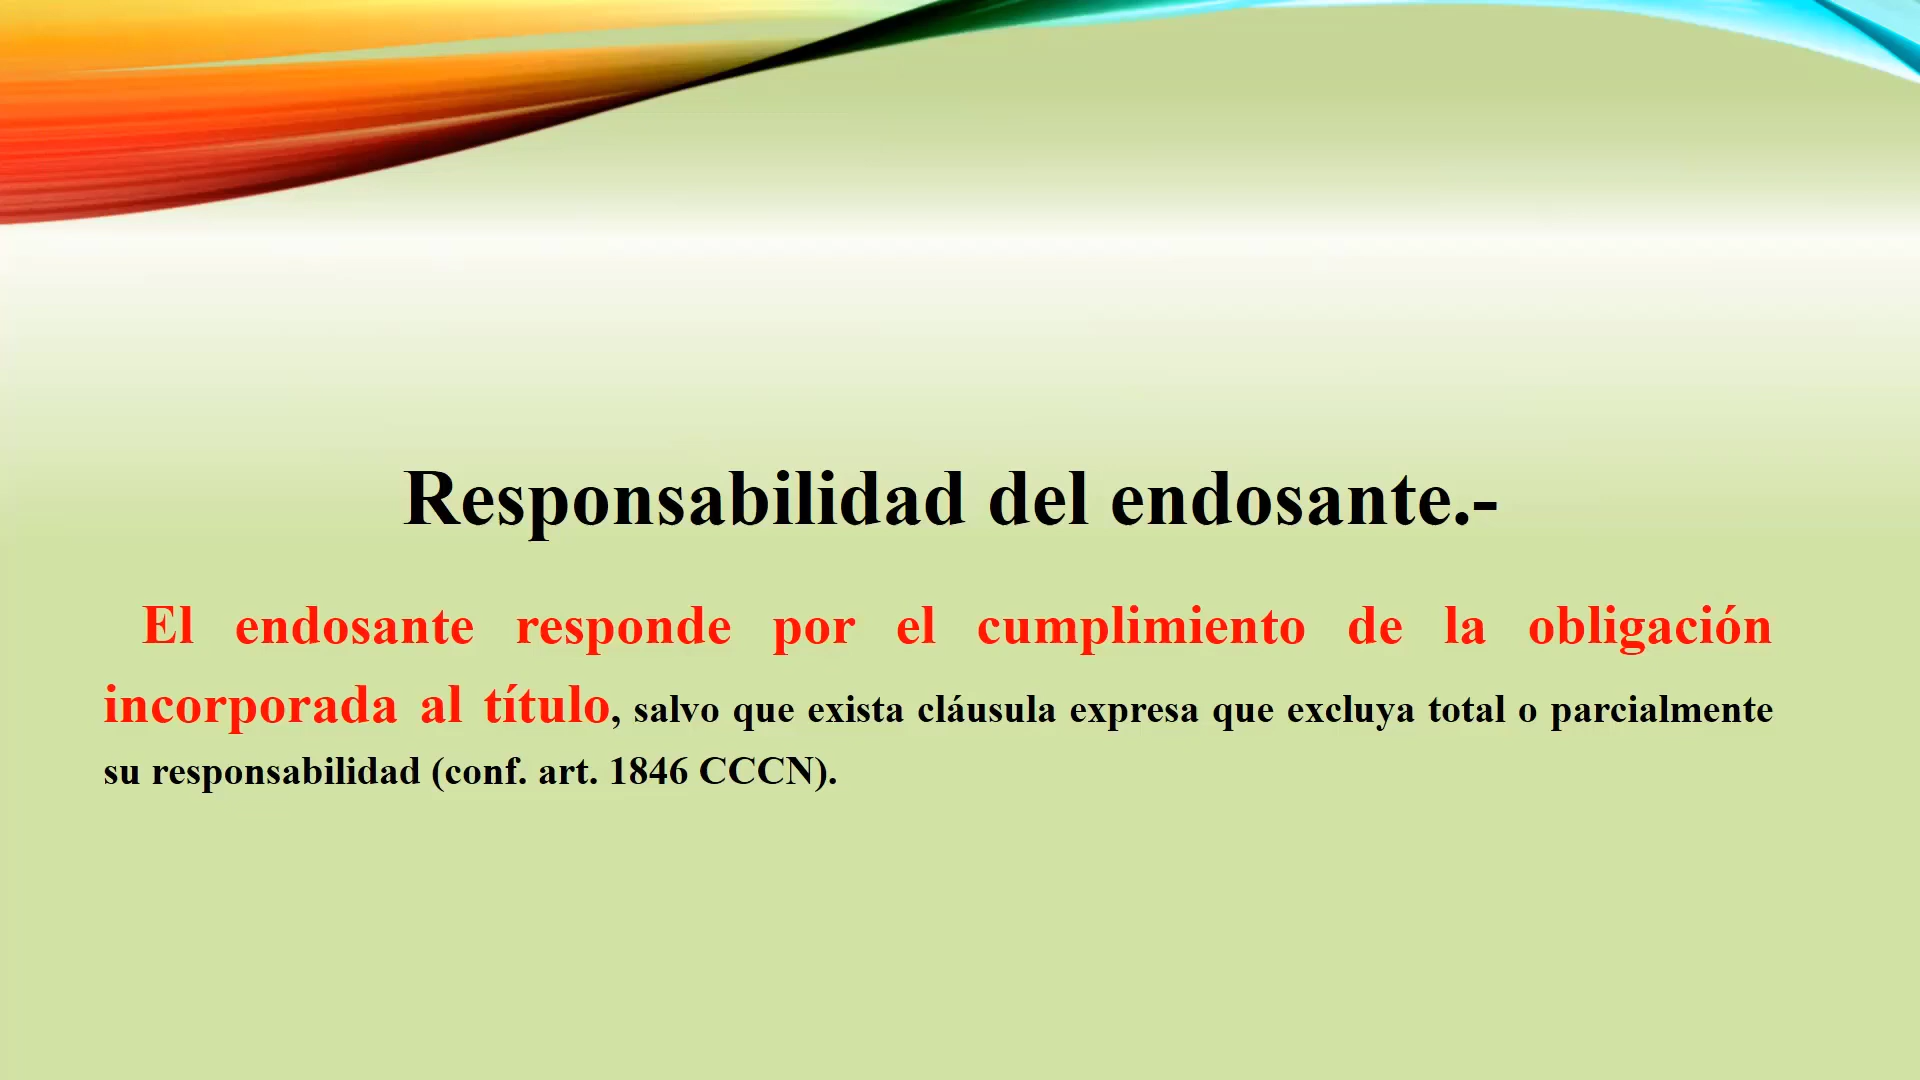 Responsabilidad del endosante.-
El endosante responde por el cumplimiento de la obligación
incorporada al título, salvo que exista cláusula expresa que excluya total o parcialmente
su responsabilidad (conf. art. 1846 CCCN).